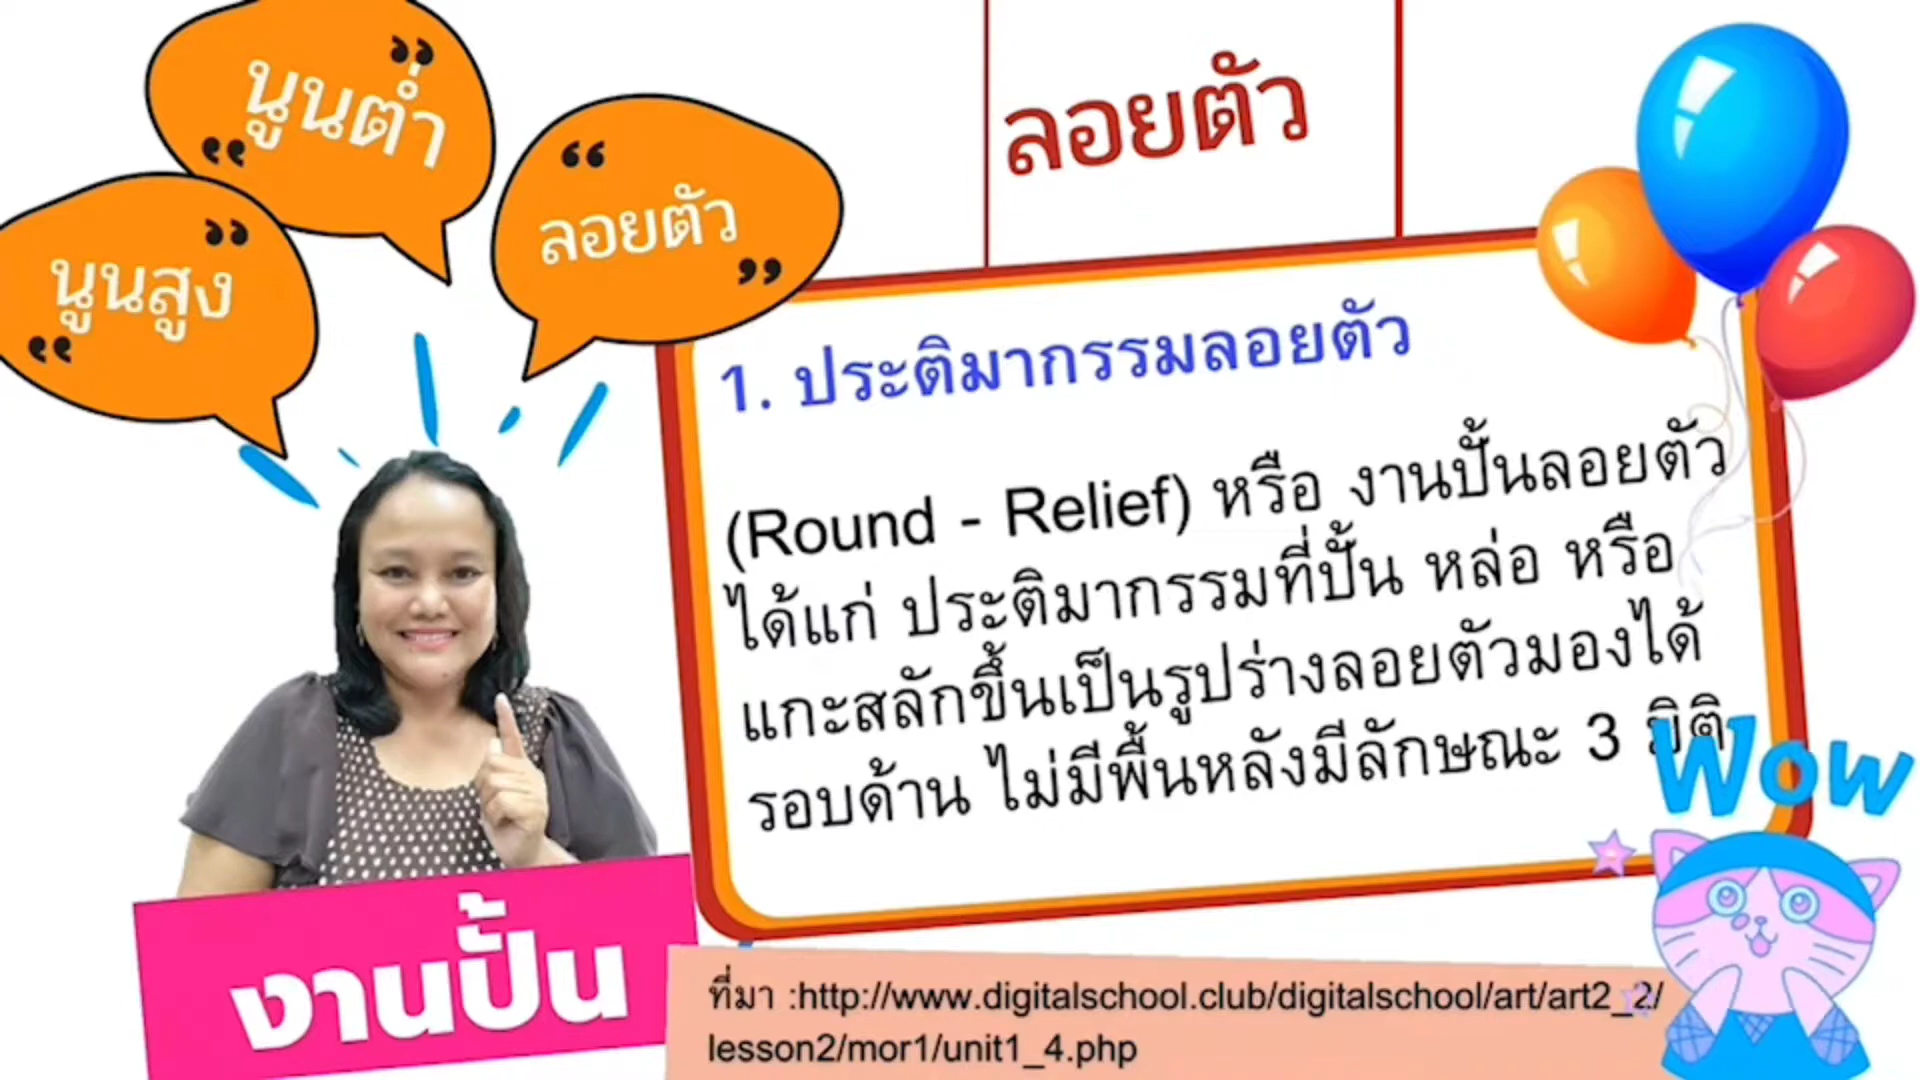 นูนต่ำ
นูนสูง
ลอยตัว
ลอยตัว
1. ประติมากรรมลอยตัว
(Round - Relief) หรือ งานปั้นลอยตัว
ได้แก่ ประติมากรรมที่ปั้น หล่อ หรือ
แกะสลักขึ้นเป็นรูปร่างลอยตัวมองได้
รอบด้าน ไม่มีพื้นหลังมีลักษณะ 3 มิติ
Wow
งานปั้น
ที่มา :http://www.digitalschool.club/digitalschool/art/art2_2/
lesson2/mor1/unit1_4.php